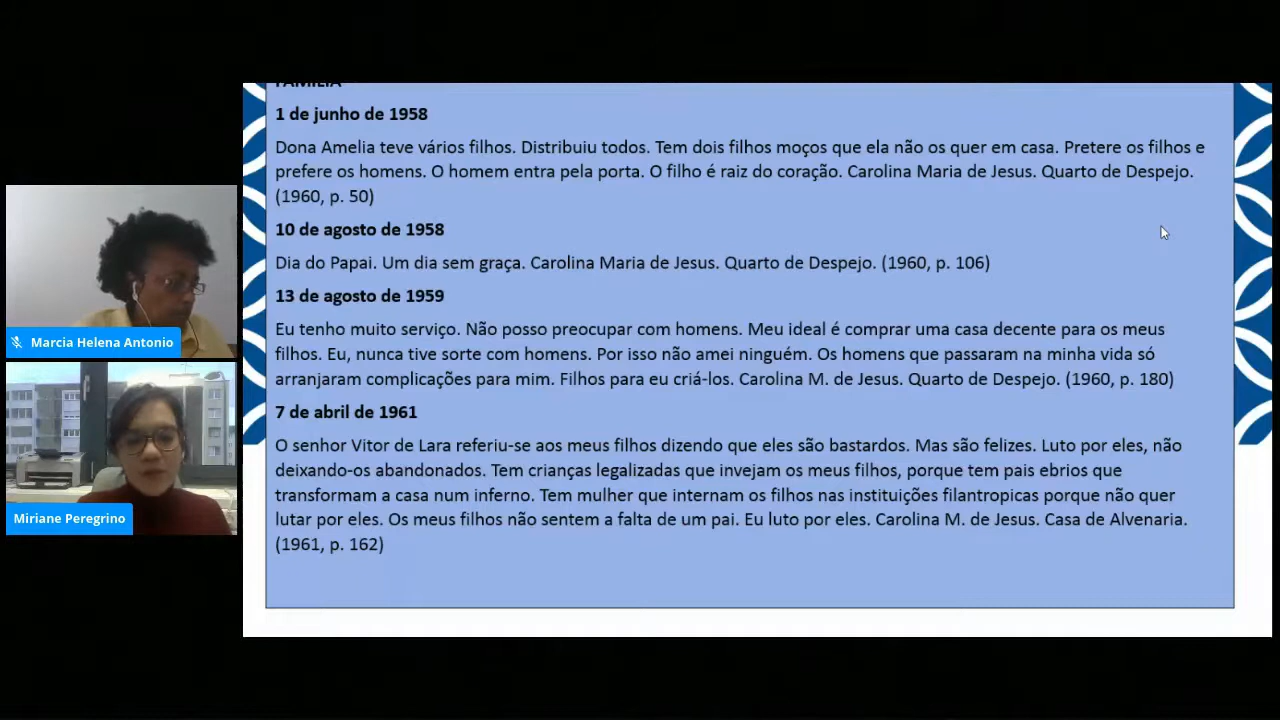 FAMÍLIA
1 de junho de 1958
Dona Amelia teve vários filhos. Distribuiu todos. Tem dois filhos moços que ela não os quer em casa. Pretere os filhos e
prefere os homens. O homem entra pela porta. O filho é raiz do coração. Carolina Maria de Jesus. Quarto de Despejo.
(1960, p. 50)
10 de agosto de 1958
Dia do Papai. Um dia sem graça. Carolina Maria de Jesus. Quarto de Despejo. (1960, p. 106)
13 de agosto de 1959
Eu tenho muito serviço. Não posso preocupar com homens. Meu ideal é comprar uma casa decente para os meus
filhos. Eu, nunca tive sorte com homens. Por isso não amei ninguém. Os homens que passaram na minha vida só
arranjaram complicações para mim. Filhos para eu criá-los. Carolina M. de Jesus. Quarto de Despejo. (1960, p. 180)
7 de abril de 1961
O senhor Vitor de Lara referiu-se aos meus filhos dizendo que eles são bastardos. Mas são felizes. Luto por eles, não
deixando-os abandonados. Tem crianças legalizadas que invejam os meus filhos, porque tem pais ebrios que
transformam a casa num inferno. Tem mulher que internam os filhos nas instituições filantropicas porque não quer
lutar por eles. Os meus filhos não sentem a falta de um pai. Eu luto por eles. Carolina M. de Jesus. Casa de Alvenaria.
(1961, p. 162)
Marcia Helena Antonio
Miriane Peregrino